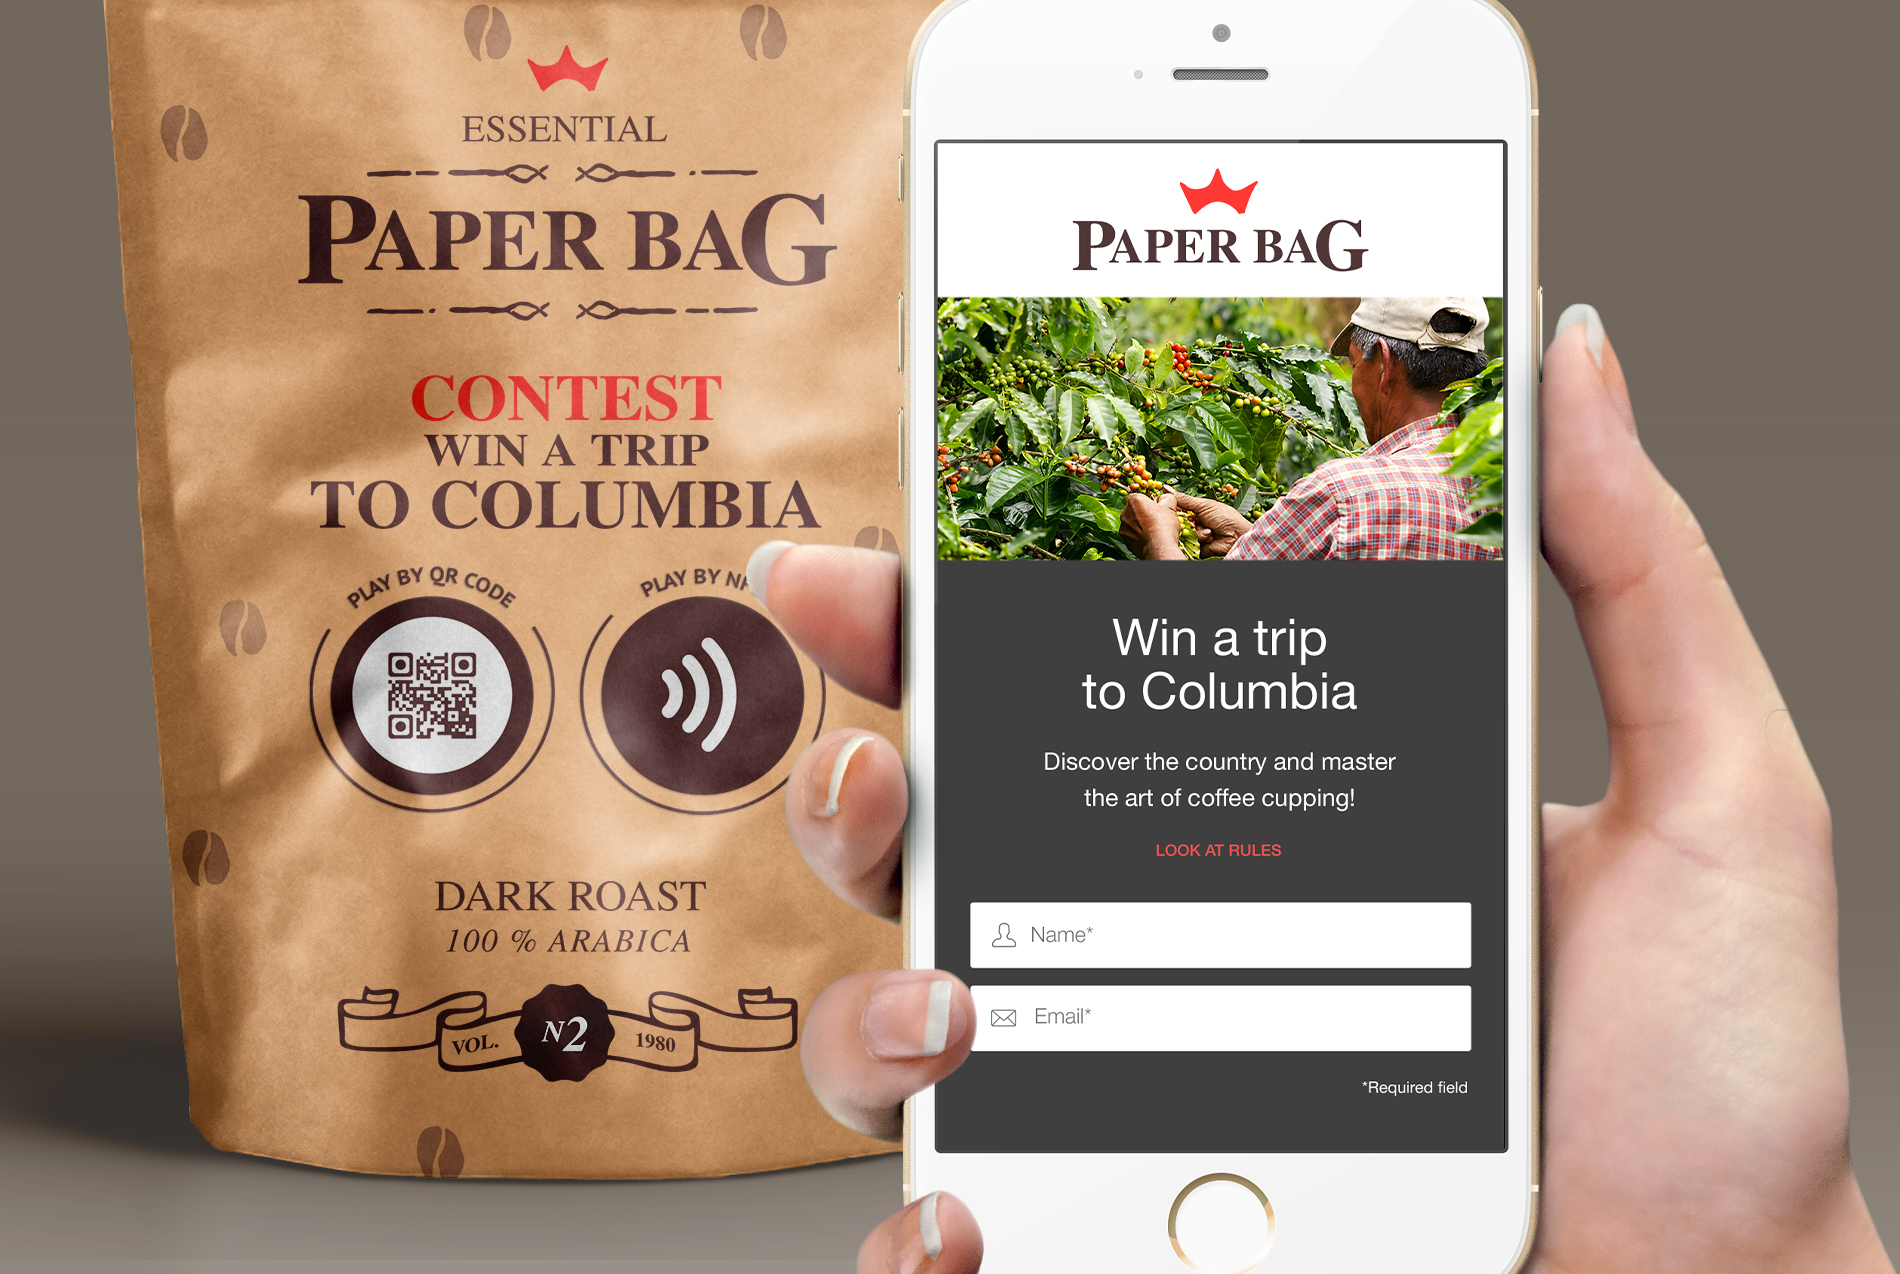 ESSENTIAL
PAPER BAG
CONTEST
WIN A TRIP
TO COLUMBIA
PLAY BY QR CODE
PLAY BY
DARK ROAST
100 % ARABICA
VOL.
N2
1980
PAPER BAG
Win a trip
to Columbia
Discover the country and master
the art of coffee cupping!
LOOK AT RULES
Name*
Email*
*Required field